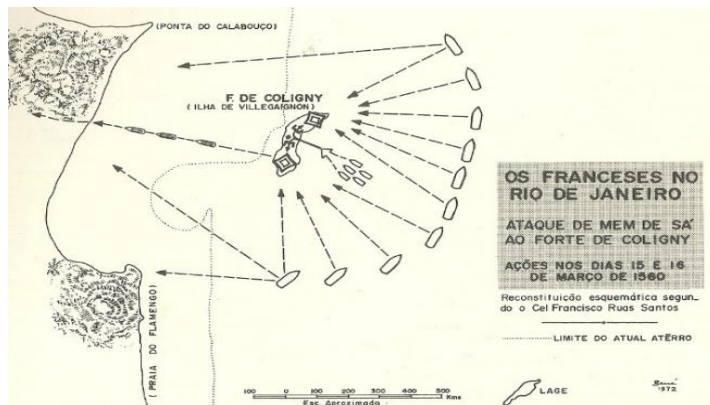 (PONTA DO CALABOUÇO)
F. DE COLIGNY
(ILHA DE VILLEGAIGNON)
OS FRANCESES NO
RIO DE JANEIRO
ATAQUE DE MEM DE SÁ
AO FORTE DE COLIGNY
AÇÕES NOS DIAS 15 E 16
DE MARÇO DE 1560
Reconstituição esquemática segun_
do o Cel Francisco Ruas Santos
LIMITE DO ATUAL ATÊRRO
(PRAIA DO FLAMENGO)
100 0 100 200 300 400 500
Kms
Esc. Aproximada
LAGE
1972